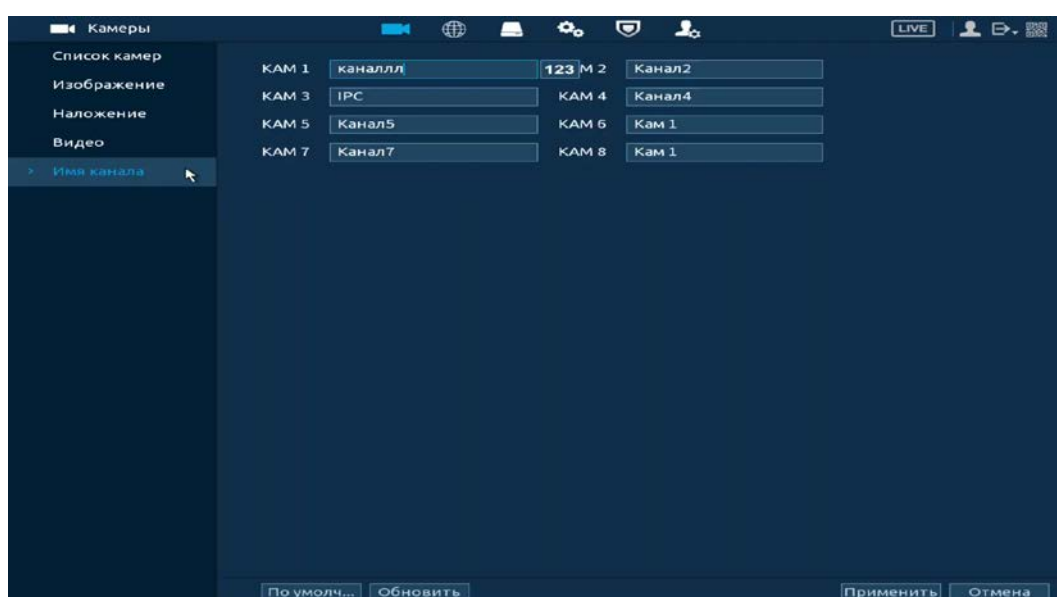 Камеры LIVE
Список камер
Изображение
Наложение
Видео
> Имя канала
КАМ 1 каналлл 123 М 2 Канал2
КАМ 3 IPC КАМ 4 Канал4
КАМ 5 Канал5 КАМ 6 Кам 1
КАМ 7 Канал7 КАМ 8 Кам 1
По умолч... Обновить Применить Отмена